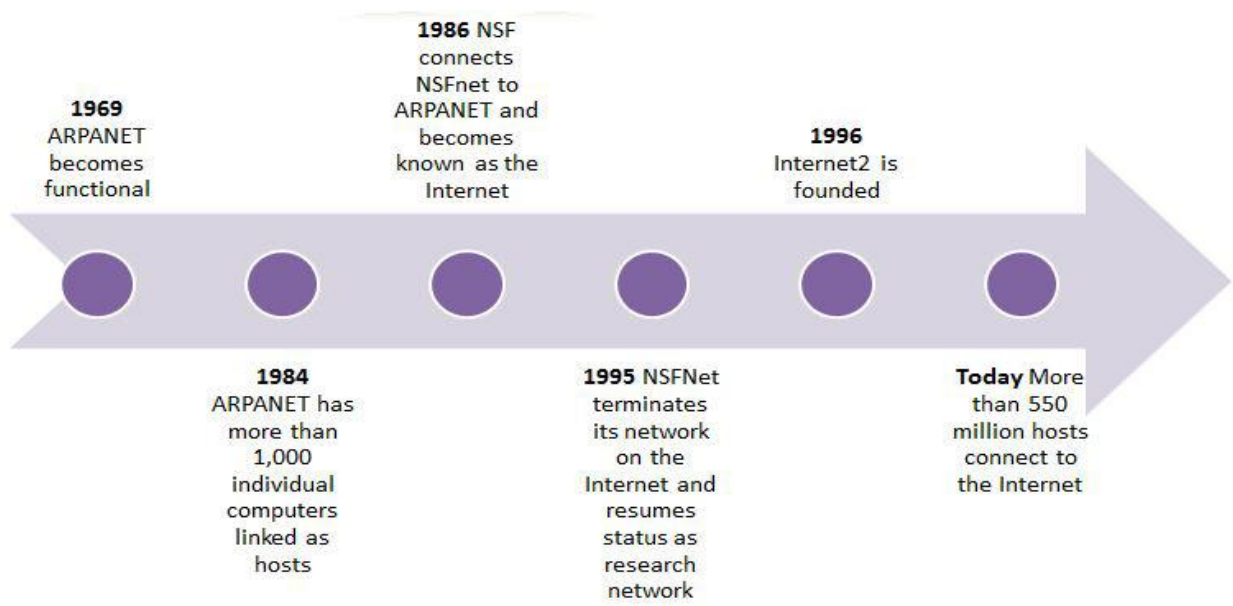 1969
ARPANET
becomes
functional
1984
ARPANET has
more than
1,000
individual
computers
linked as
hosts
1986 NSF
connects
NSFnet to
ARPANET and
becomes
known as the
Internet
1995 NSFNet
terminates
its network
on the
Internet and
resumes
status as
research
network
1996
Internet2 is
founded
Today More
than 550
million hosts
connect to
the Internet